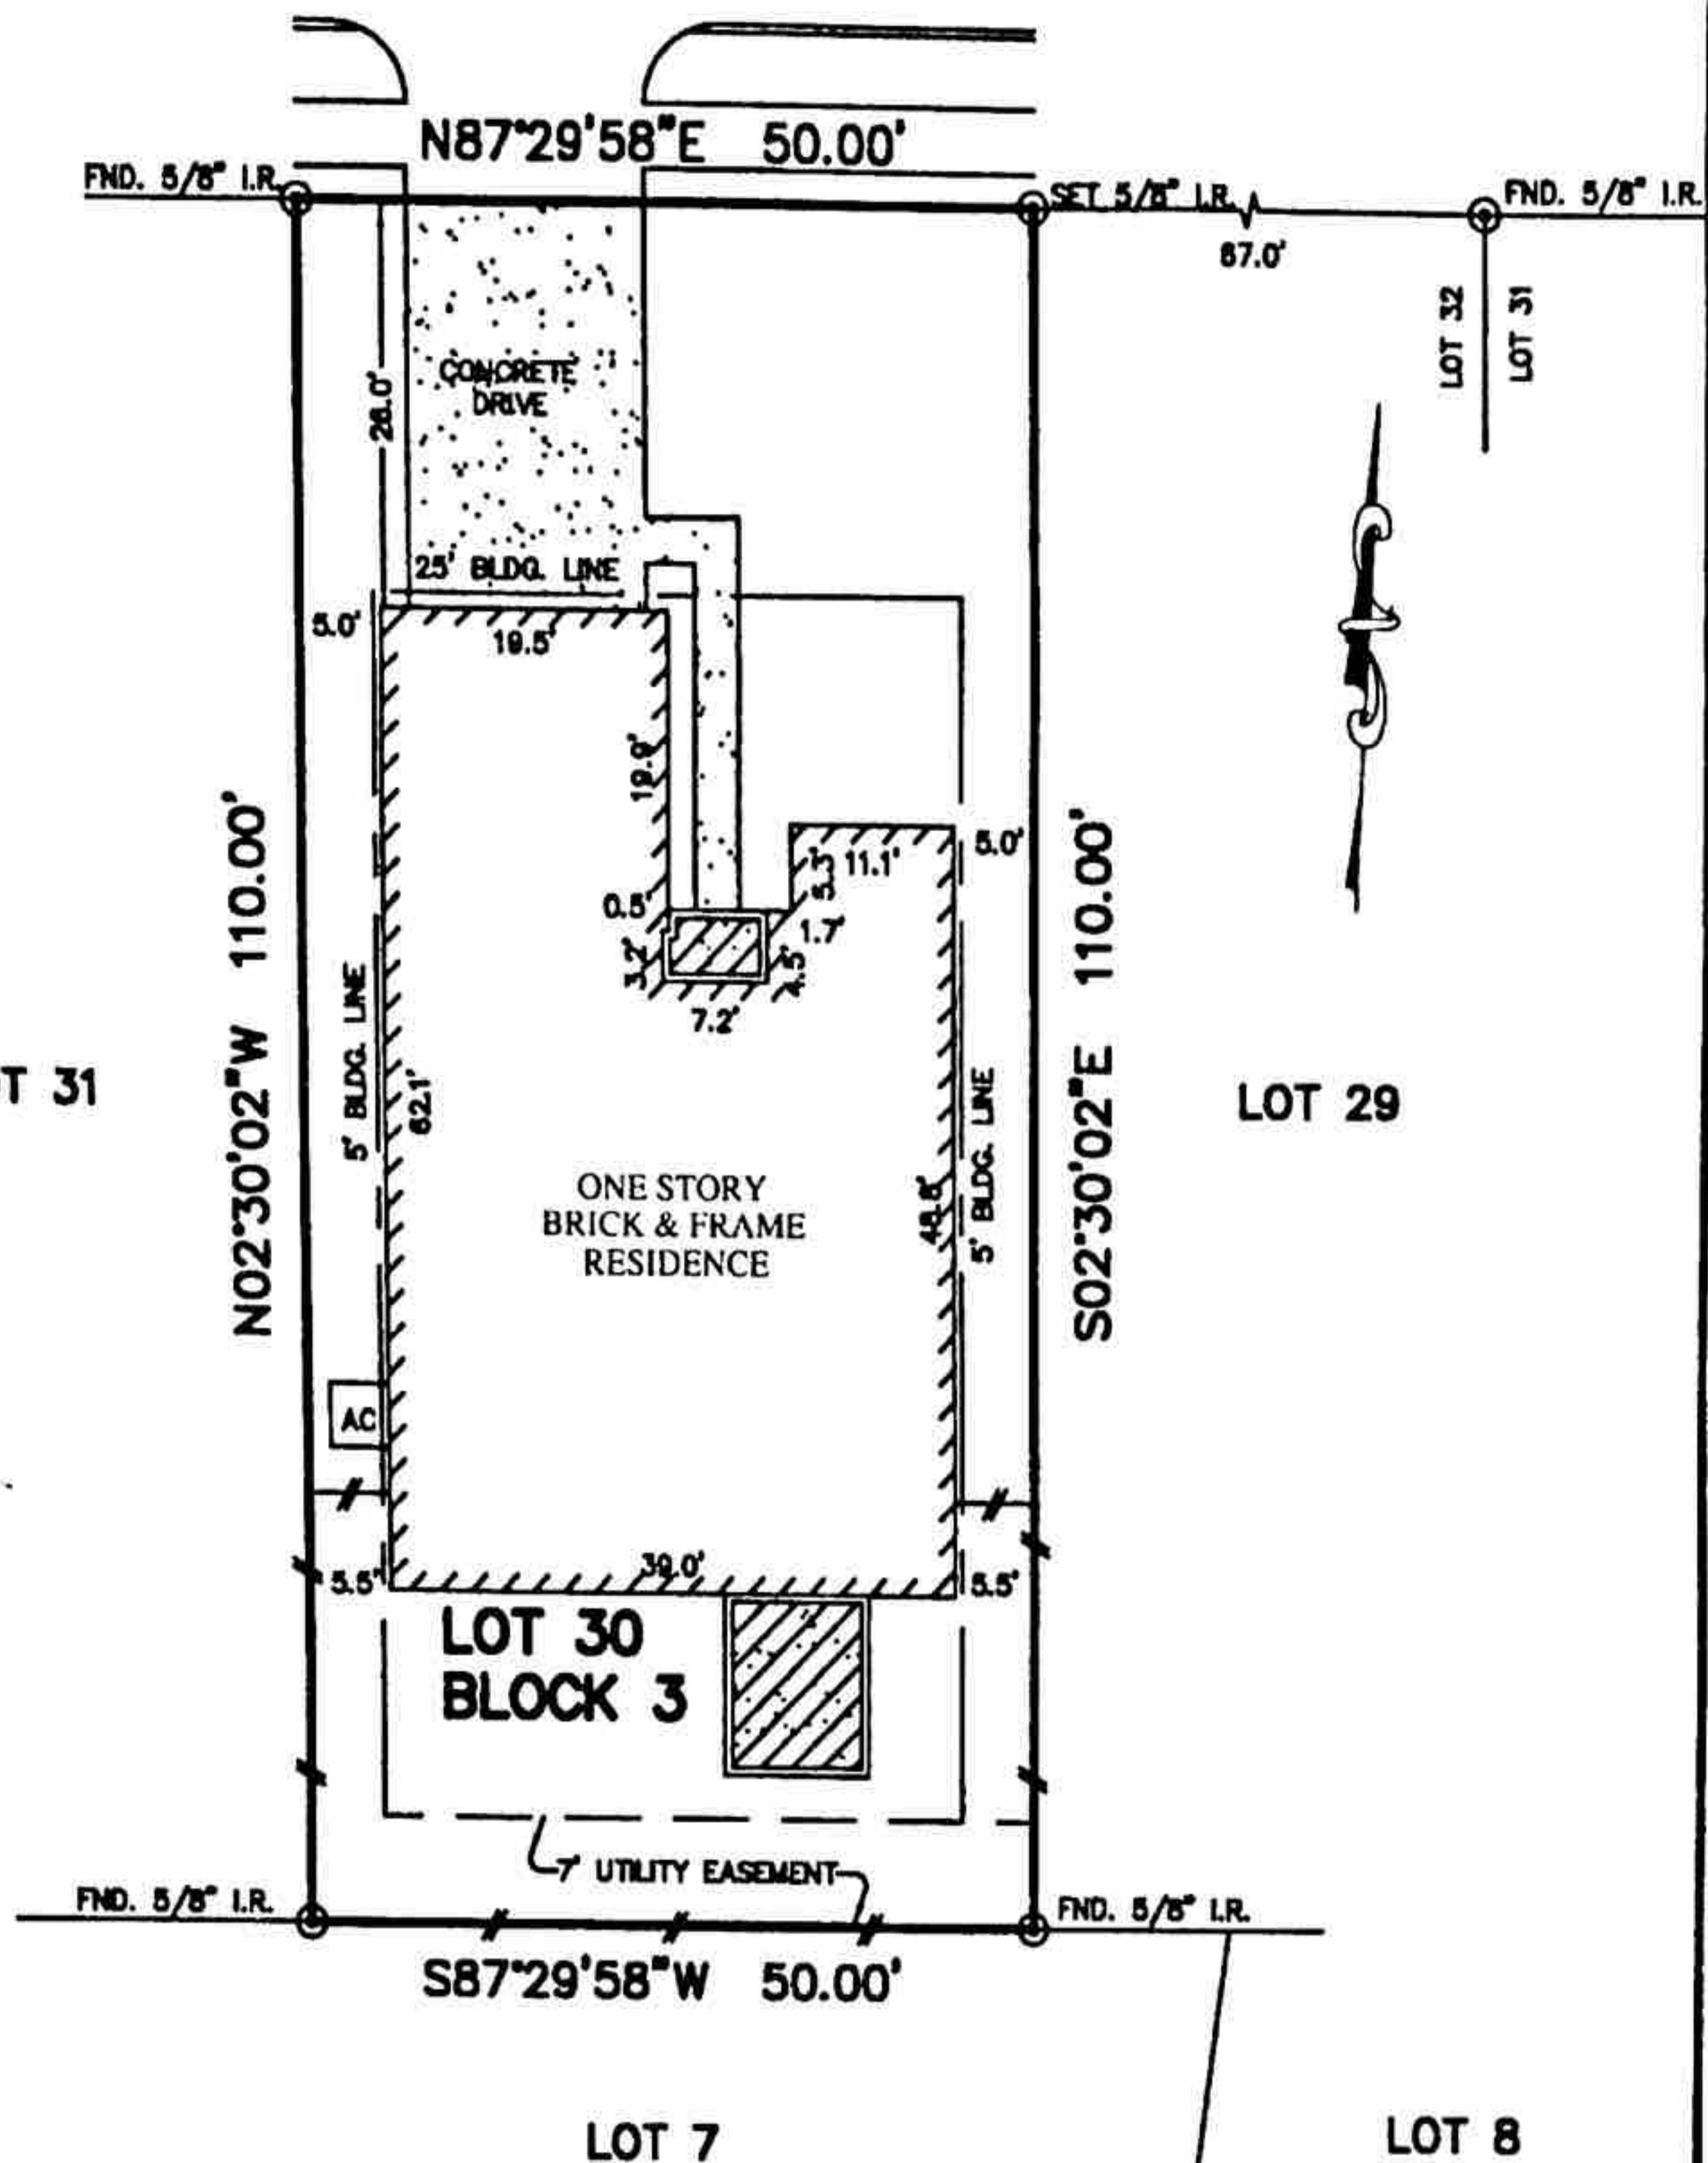 N87°29'58"E 50.00'
FND. 5/8" I.R.
SET 5/8" I.R.
FND. 5/8" I.R.
67.0'
LOT 32
LOT 31
26.0'
CONCRETE
DRIVE
25' BLDG. LINE
5.0'
19.5'
19.9'
11.1'
5.0'
5.3'
0.5'
1.7'
3.2'
4.5'
7.2'
N02°30'02"W 110.00'
5' BLDG. LINE
62.1'
T 31
ONE STORY
BRICK & FRAME
RESIDENCE
48.8'
5' BLDG. LINE
S02°30'02"E 110.00'
LOT 29
AC
5.5'
39.0'
5.5'
LOT 30
BLOCK 3
7' UTILITY EASEMENT
FND. 5/8" I.R.
FND. 5/8" I.R.
S87°29'58"W 50.00'
LOT 7
LOT 8